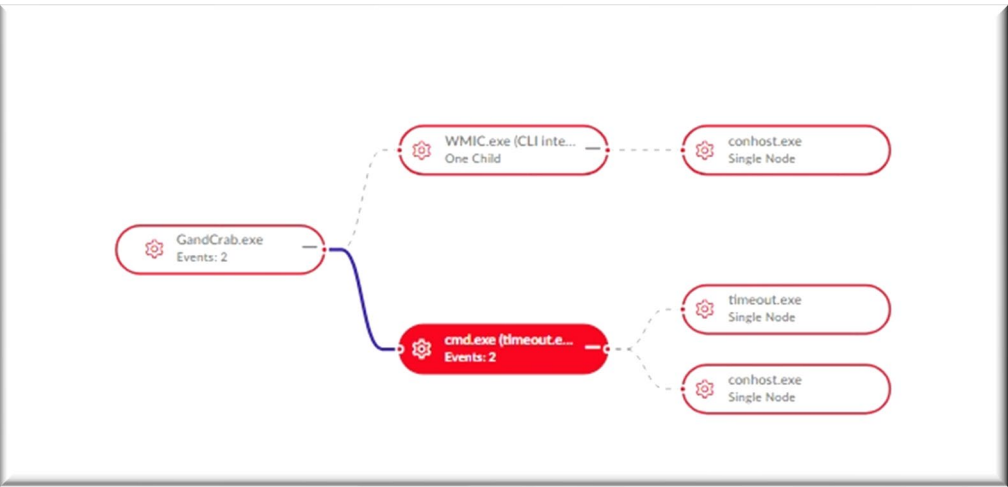 WMIC.exe (CLI inte...
One Child
conhost.exe
Single Node
GandCrab.exe
Events: 2
cmd.exe (timeout.e...
Events: 2
timeout.exe
Single Node
conhost.exe
Single Node